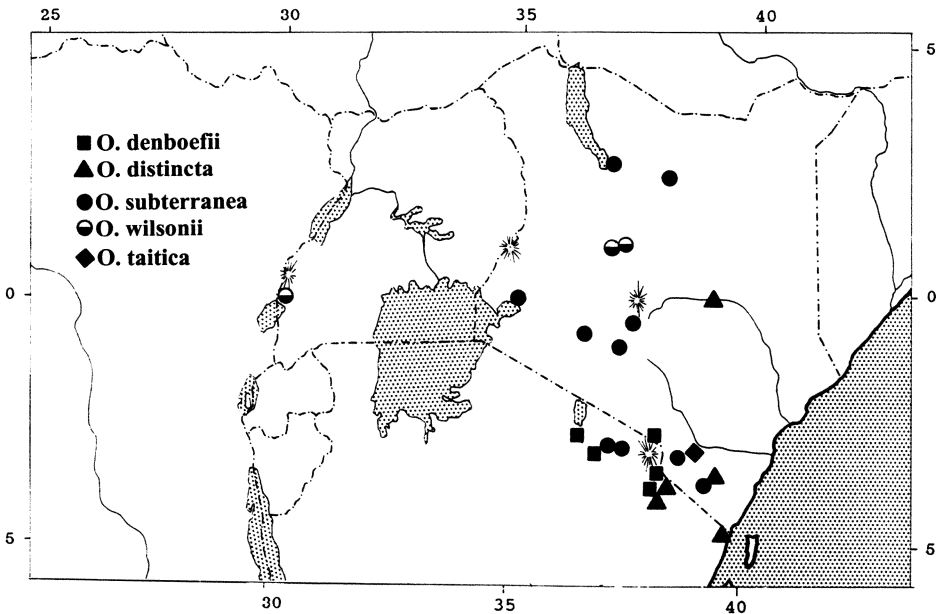 25 30 35 40
5
O. denboefii
O. distincta
O. subterranea
O. wilsonii
O. taitica
0 0
5 5
30 35 40